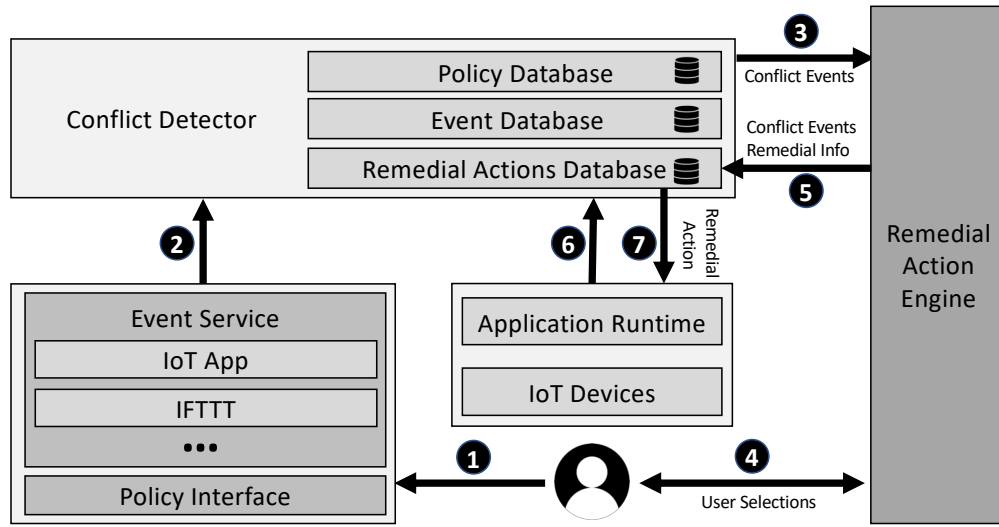 3
Conflict Events
Policy Database
Conflict Detector
Event Database
Conflict Events
Remedial Info
Remedial Actions Database
5
2
6
7
Remedial
Action
Remedial
Action
Engine
Event Service
IoT App
IFTTT
•••
Application Runtime
IoT Devices
1
4
Policy Interface
User Selections